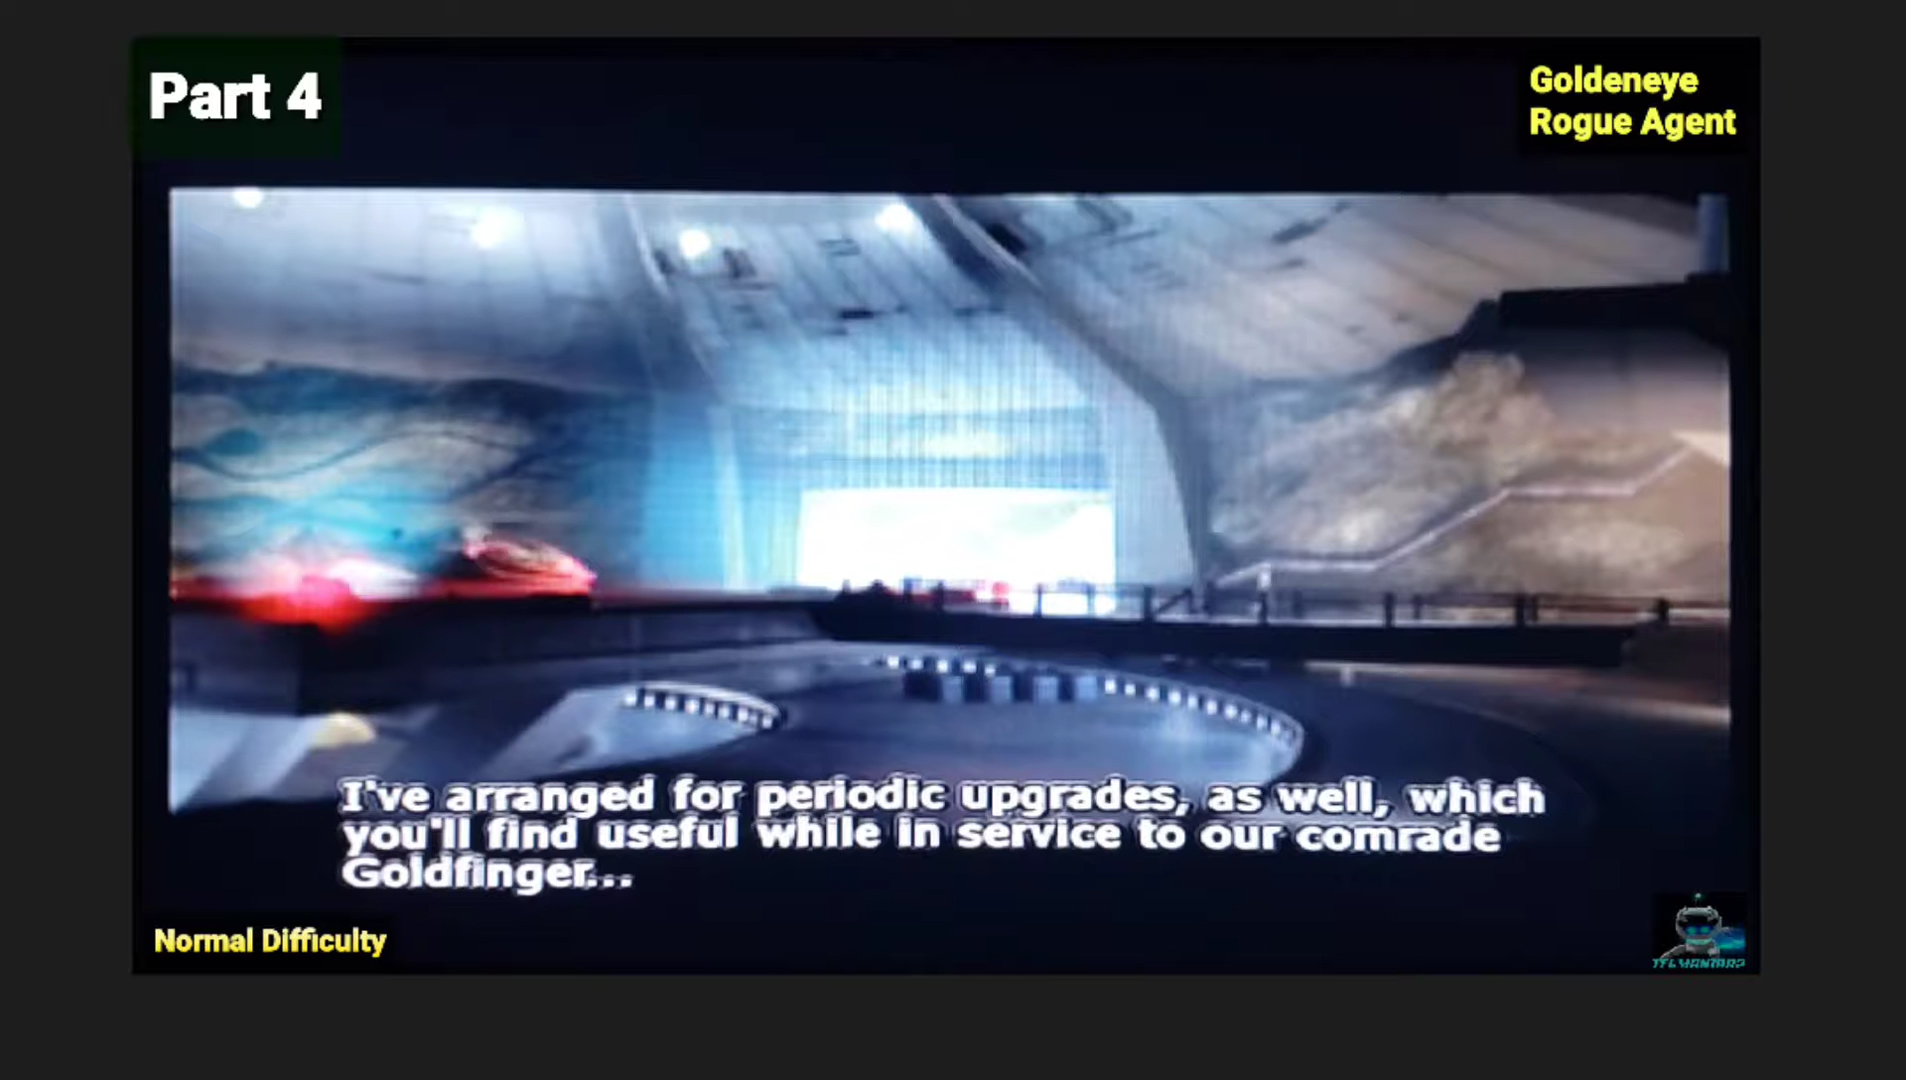 Part 4
Goldeneye
Rogue Agent
I've arranged for periodic upgrades, as well, which
you'll find useful while in service to our comrade
Goldfinger...
Normal Difficulty